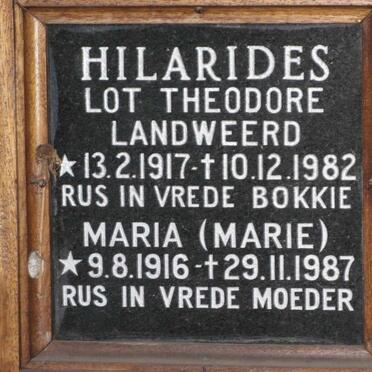 HILARIDES
LOT THEODORE
LANDWEERD
★ 13.2.1917 - † 10.12.1982
RUS IN VREDE BOKKIE
MARIA (MARIE)
★ 9.8.1916 - † 29.11.1987
RUS IN VREDE MOEDER